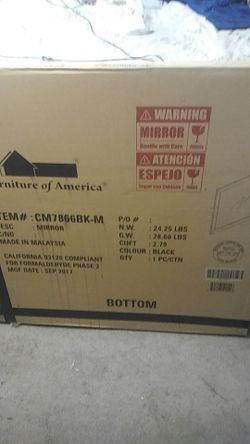 WARNING
MIRROR
Handle with Care
ATENCIÓN
ESPEJO
rniture of America
TEM# : CM7866BK-M
ESC : MIRROR
C/NO
MADE IN MALAYSIA
CALIFORNIA 93120 COMPLIANT
FOR FORMALDEHYDE PHASE 2
MGF DATE : SEP 2017
P/O # :
N.W. : 24.25 LBS
G.W. : 28.66 LBS
CUFT : 2.79
COLOUR : BLACK
QTY : 1 PC/CTN
BOTTOM